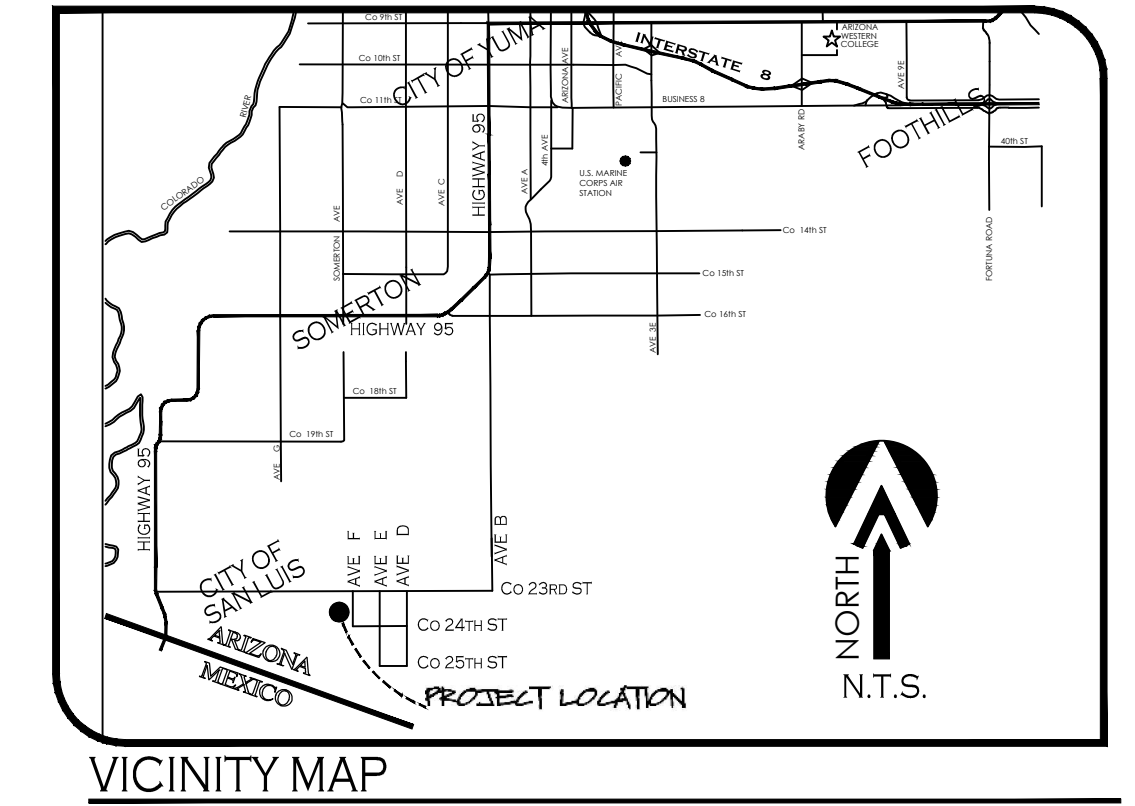 Co 9th ST
CITY OF YUMA
Co 10th ST
Co 11th ST
ARIZONA AVE
AV
PACIFIC
INTERSTATE 8
BUSINESS 8
ARIZONA
WESTERN
COLLEGE
AVE 9E
ARABY RD
FOOTHILLS
40th ST
FORTUNA ROAD
RIVER
COLORADO
SOMERTON AVE
AVE D
AVE C
HIGHWAY 95
AVE A
4th AVE
U.S. MARINE
CORPS AIR
STATION
Co 14th ST
Co 15th ST
Co 16th ST
AVE 3E
SOMERTON
HIGHWAY 95
Co 18th ST
Co 19th ST
AVE G
HIGHWAY 95
CITY OF
SAN LUIS
AVE F
AVE E
AVE D
AVE B
Co 23RD ST
Co 24TH ST
Co 25TH ST
ARIZONA
MEXICO
PROJECT LOCATION
NORTH
N.T.S.
VICINITY MAP